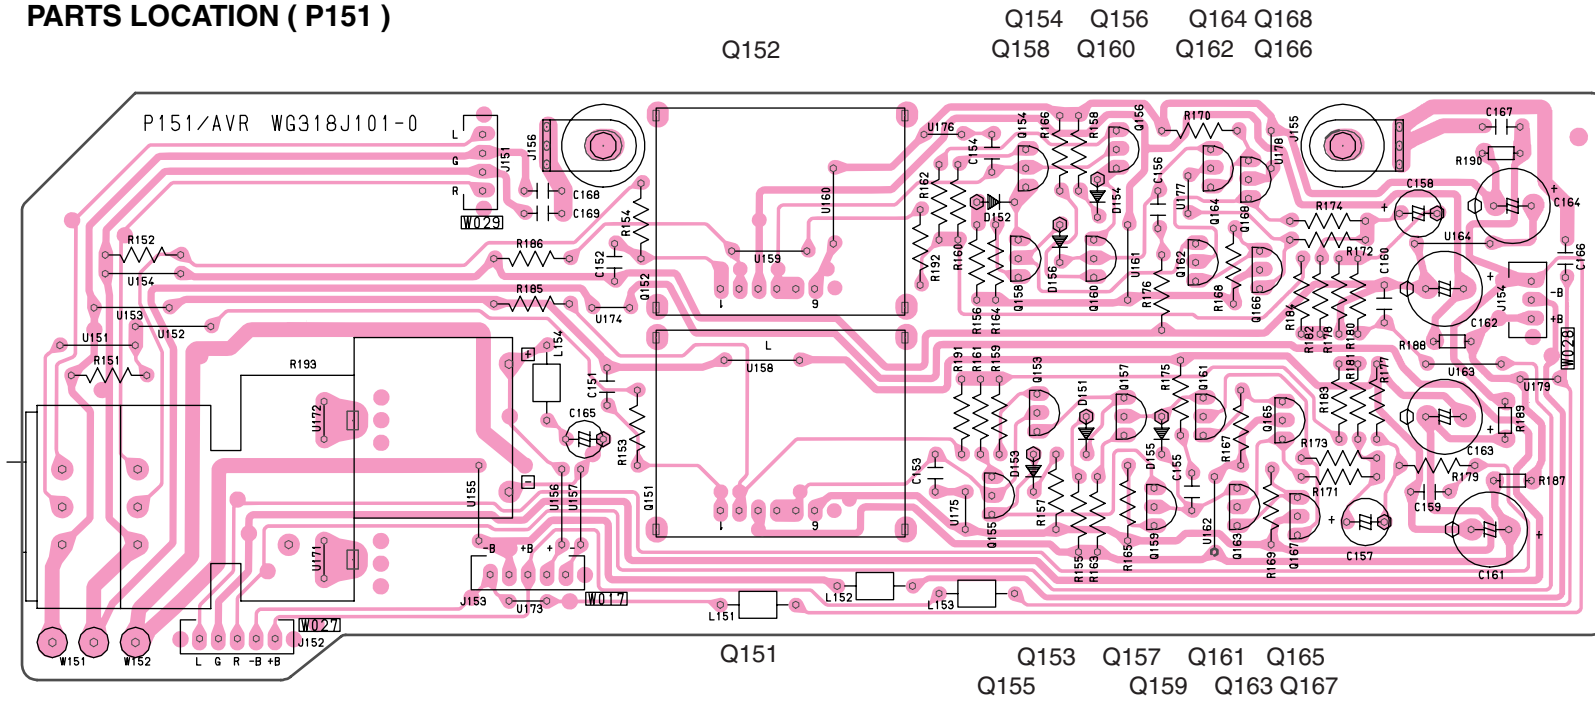 PARTS LOCATION ( P151 )
Q154 Q156 Q164 Q168
Q152 Q158 Q160 Q162 Q166
P151/AVR WG318J101-0
L
G
R
J151
J156
W029
C168
C169
R154
R152
U154
R186
C152
Q152
U153
U152
R185
U174
U151
R151
R193
U172
+
L154
C151
C165
R153
-
U155
U156
U157
Q151
U171
-B +B + -
J153
U173
W017
W027
J152
W151
W152
L G R -B +B
U159
U160
1
6
L
U158
1
6
L151
L152
L153
U176
C154
Q154
R166
R158
Q156
R170
U178
J155
C167
R190
R162
D152
D154
C156
U177
Q164
Q168
R174
+
C158
+
C164
R192
R160
D156
U161
Q162
R172
C160
U164
C166
Q158
Q160
R176
R168
Q166
R184
+
J154
-B
+B
R156
R164
R182
R178
R180
C162
R188
W028
R191
R161
R159
Q153
D151
Q157
R175
Q161
Q165
R183
R181
R177
U163
U179
R189
+
C153
D153
D155
C155
R167
R173
C163
R179
R187
U175
Q155
R157
R171
C159
R155
R163
R165
Q159
U162
Q163
R169
Q167
+
C157
+
C161
Q151 Q153 Q157 Q161 Q165
Q155 Q159 Q163 Q167